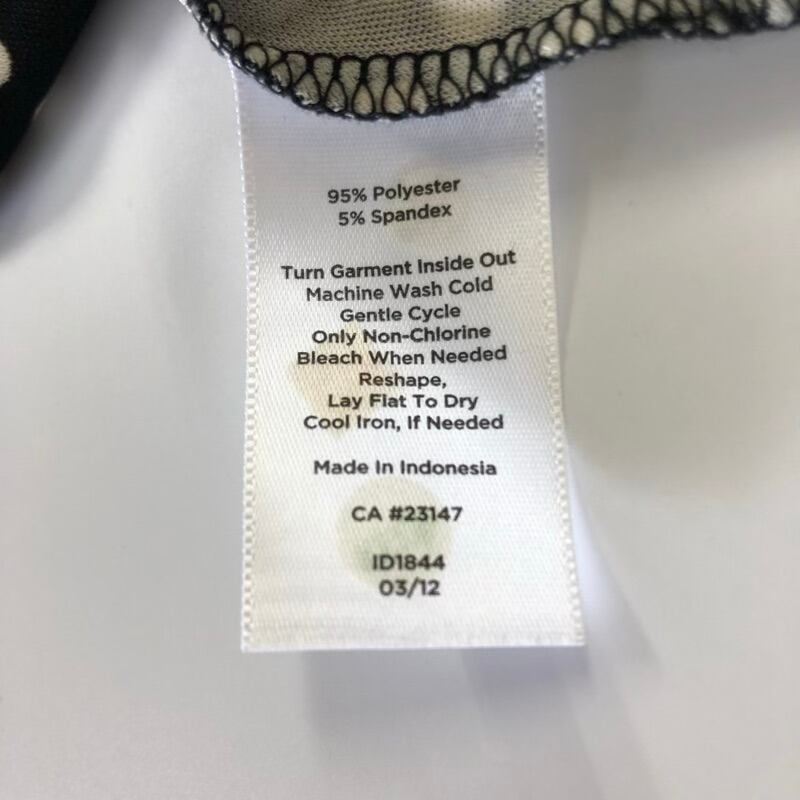 95% Polyester
5% Spandex
Turn Garment Inside Out
Machine Wash Cold
Gentle Cycle
Only Non-Chlorine
Bleach When Needed
Reshape,
Lay Flat To Dry
Cool Iron, If Needed
Made In Indonesia
CA #23147
ID1844
03/12